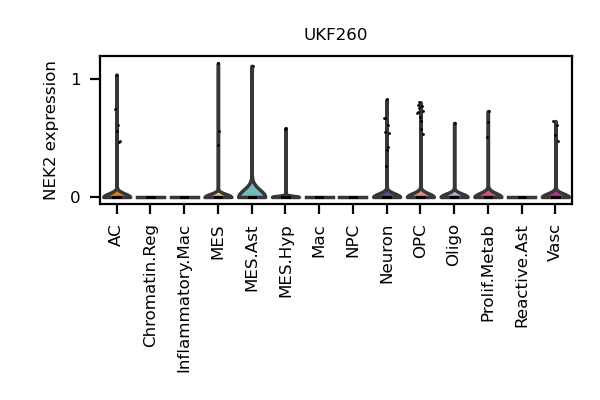 UKF260
NEK2 expression
1
0
AC
Chromatin.Reg
Inflammatory.Mac
MES
MES.Ast
MES.Hyp
Mac
NPC
Neuron
OPC
Oligo
Prolif.Metab
Reactive.Ast
Vasc